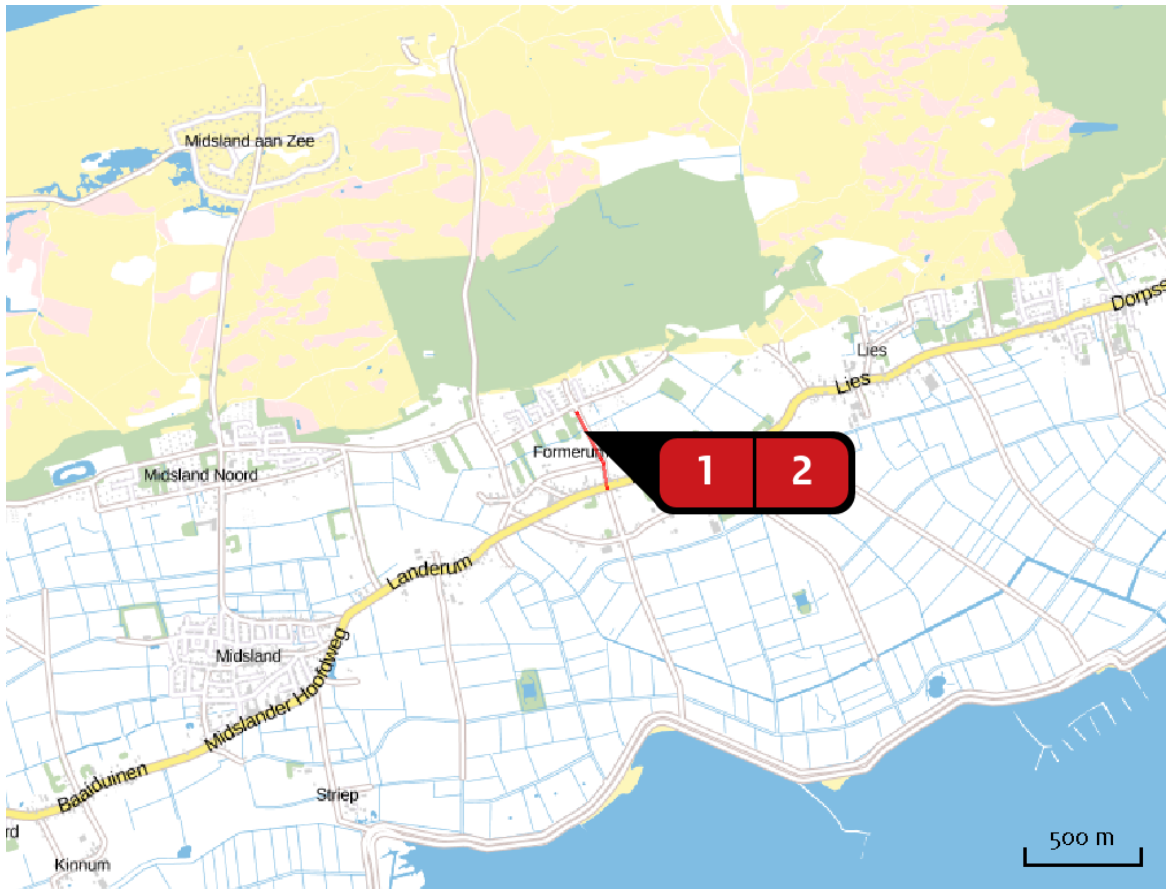 Midsland aan Zee
Dorpss
Lies
Lies
Formerum
1 2
Midsland Noord
Landerum
Midsland
Midslander Hoofdweg
Baaiduinen
Striep
rd
Kinnum
500 m